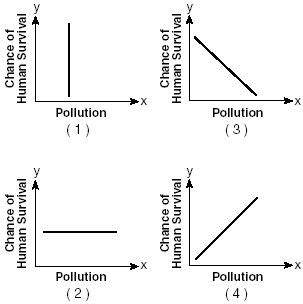 y
Chance of
Human Survival
x
Pollution
( 1 )
y
Chance of
Human Survival
x
Pollution
( 3 )
y
Chance of
Human Survival
x
Pollution
( 2 )
y
Chance of
Human Survival
x
Pollution
( 4 )